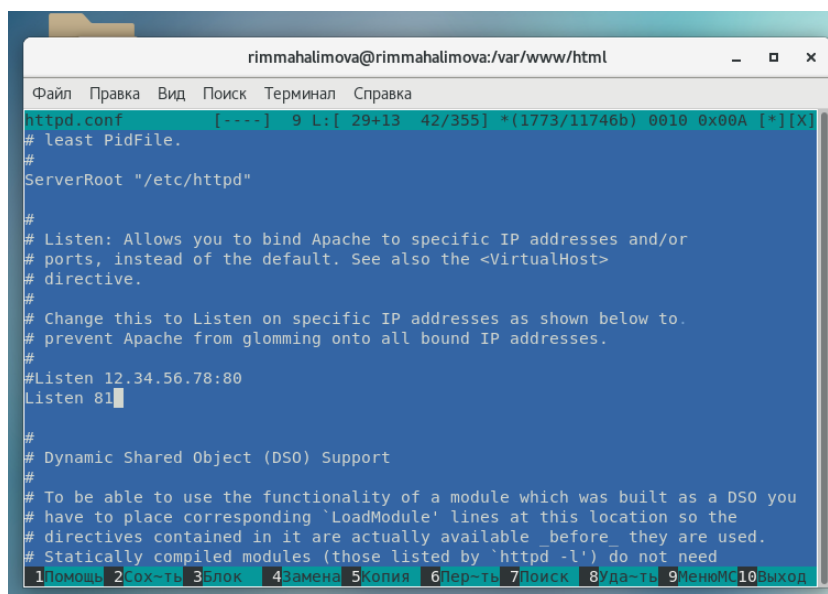 rimmahalimova@rimmahalimova:/var/www/html
Файл Правка Вид Поиск Терминал Справка
httpd.conf [----] 9 L:[ 29+13 42/355] *(1773/11746b) 0010 0x00A [*][X]
# least PidFile.
#
ServerRoot "/etc/httpd"
#
# Listen: Allows you to bind Apache to specific IP addresses and/or
# ports, instead of the default. See also the <VirtualHost>
# directive.
#
# Change this to Listen on specific IP addresses as shown below to.
# prevent Apache from glomming onto all bound IP addresses.
#
#Listen 12.34.56.78:80
Listen 81
#
# Dynamic Shared Object (DSO) Support
#
# To be able to use the functionality of a module which was built as a DSO you
# have to place corresponding `LoadModule' lines at this location so the
# directives contained in it are actually available _before_ they are used.
# Statically compiled modules (those listed by `httpd -l') do not need
1Помощь 2Сох~ть 3Блок 4Замена 5Копия 6Пер~ть 7Поиск 8Уда~ть 9МенюМС 10Выход